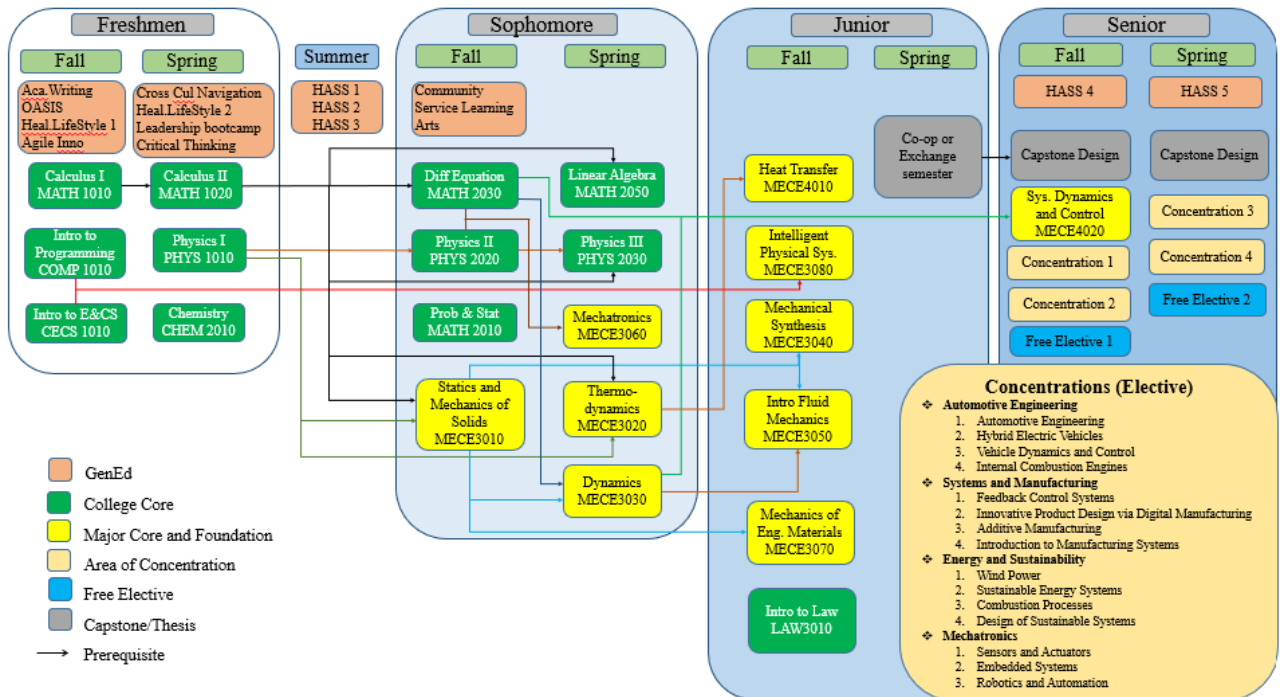 Freshmen
Fall
Spring
Aca.Writing
OASIS
Heal.LifeStyle 1
Agile Inno
Cross Cul Navigation
Heal.LifeStyle 2
Leadership bootcamp
Critical Thinking
Calculus I
MATH 1010
Calculus II
MATH 1020
Intro to
Programming
COMP 1010
Physics I
PHYS 1010
Intro to E&CS
CECS 1010
Chemistry
CHEM 2010
Summer
HASS 1
HASS 2
HASS 3
Sophomore
Fall
Spring
Community
Service Learning
Arts
Diff Equation
MATH 2030
Linear Algebra
MATH 2050
Physics II
PHYS 2020
Physics III
PHYS 2030
Prob & Stat
MATH 2010
Mechatronics
MECE3060
Statics and
Mechanics of
Solids
MECE3010
Thermo-
dynamics
MECE3020
Dynamics
MECE3030
Junior
Fall
Spring
Co-op or
Exchange
semester
Heat Transfer
MECE4010
Intelligent
Physical Sys.
MECE3080
Mechanical
Synthesis
MECE3040
Intro Fluid
Mechanics
MECE3050
Mechanics of
Eng. Materials
MECE3070
Intro to Law
LAW3010
Senior
Fall
Spring
HASS 4
HASS 5
Capstone Design
Capstone Design
Sys. Dynamics
and Control
MECE4020
Concentration 1
Concentration 2
Free Elective 1
Concentration 3
Concentration 4
Free Elective 2
Concentrations (Elective)
❖ Automotive Engineering
1. Automotive Engineering
2. Hybrid Electric Vehicles
3. Vehicle Dynamics and Control
4. Internal Combustion Engines
❖ Systems and Manufacturing
1. Feedback Control Systems
2. Innovative Product Design via Digital Manufacturing
3. Additive Manufacturing
4. Introduction to Manufacturing Systems
❖ Energy and Sustainability
1. Wind Power
2. Sustainable Energy Systems
3. Combustion Processes
4. Design of Sustainable Systems
❖ Mechatronics
1. Sensors and Actuators
2. Embedded Systems
3. Robotics and Automation
GenEd
College Core
Major Core and Foundation
Area of Concentration
Free Elective
Capstone/Thesis
Prerequisite